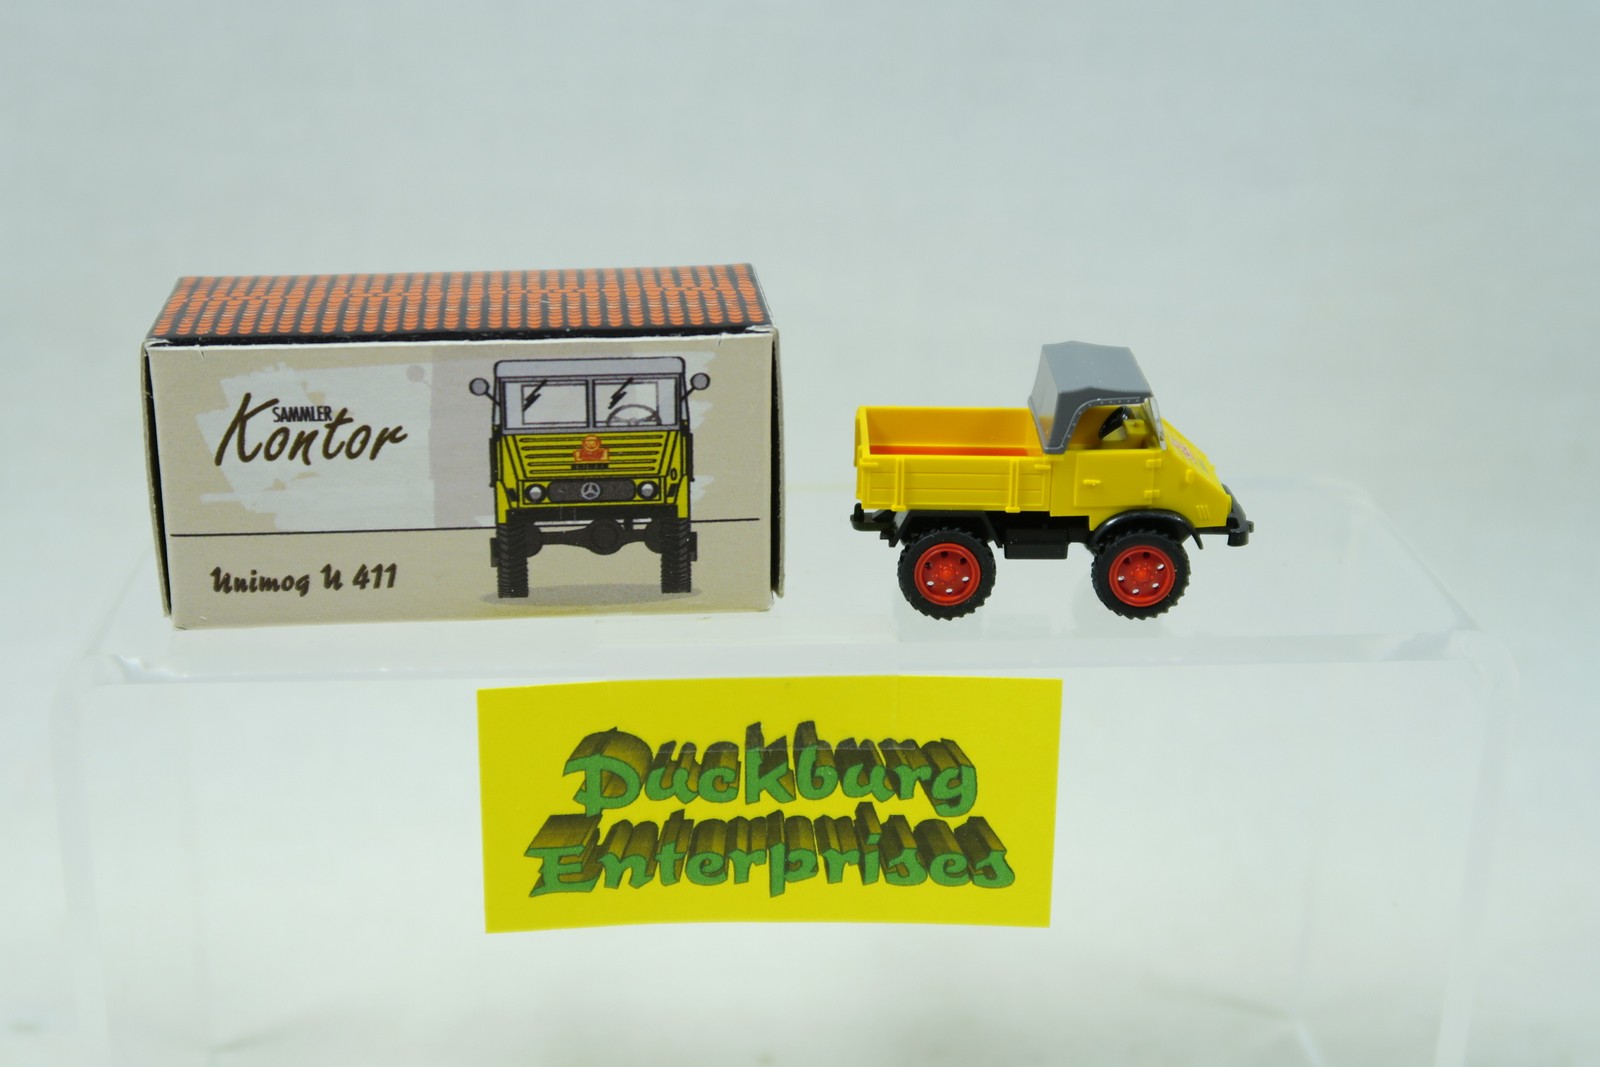 SAMMLER
Kontor
Unimog U 411
Duckburg
Enterprises